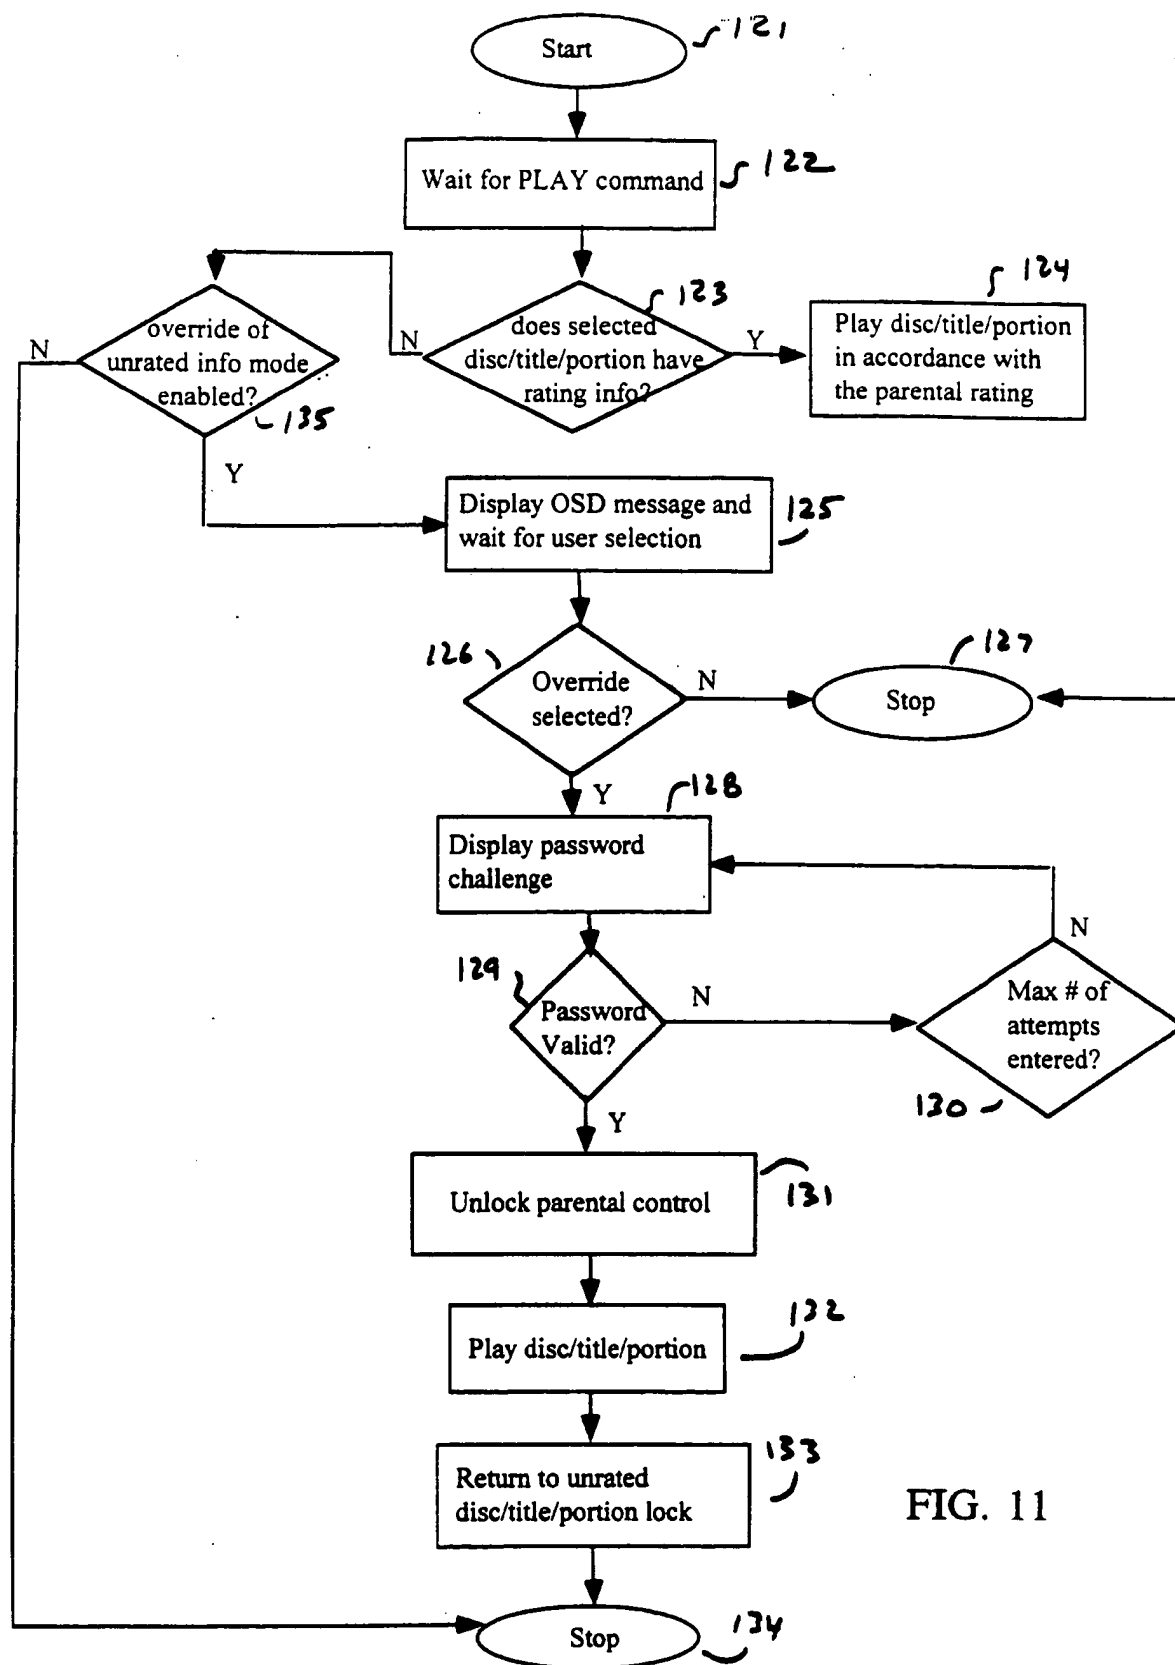 Start
121
Wait for PLAY command
122
does selected
disc/title/portion have
rating info?
123
N
Y
124
Play disc/title/portion
in accordance with
the parental rating
override of
unrated info mode
enabled?
135
N
Y
Display OSD message and
wait for user selection
125
126
Override
selected?
N
127
Stop
Y
128
Display password
challenge
N
129
Password
Valid?
N
Max # of
attempts
entered?
130
Y
Unlock parental control
131
Play disc/title/portion
132
Return to unrated
disc/title/portion lock
133
FIG. 11
Stop
134